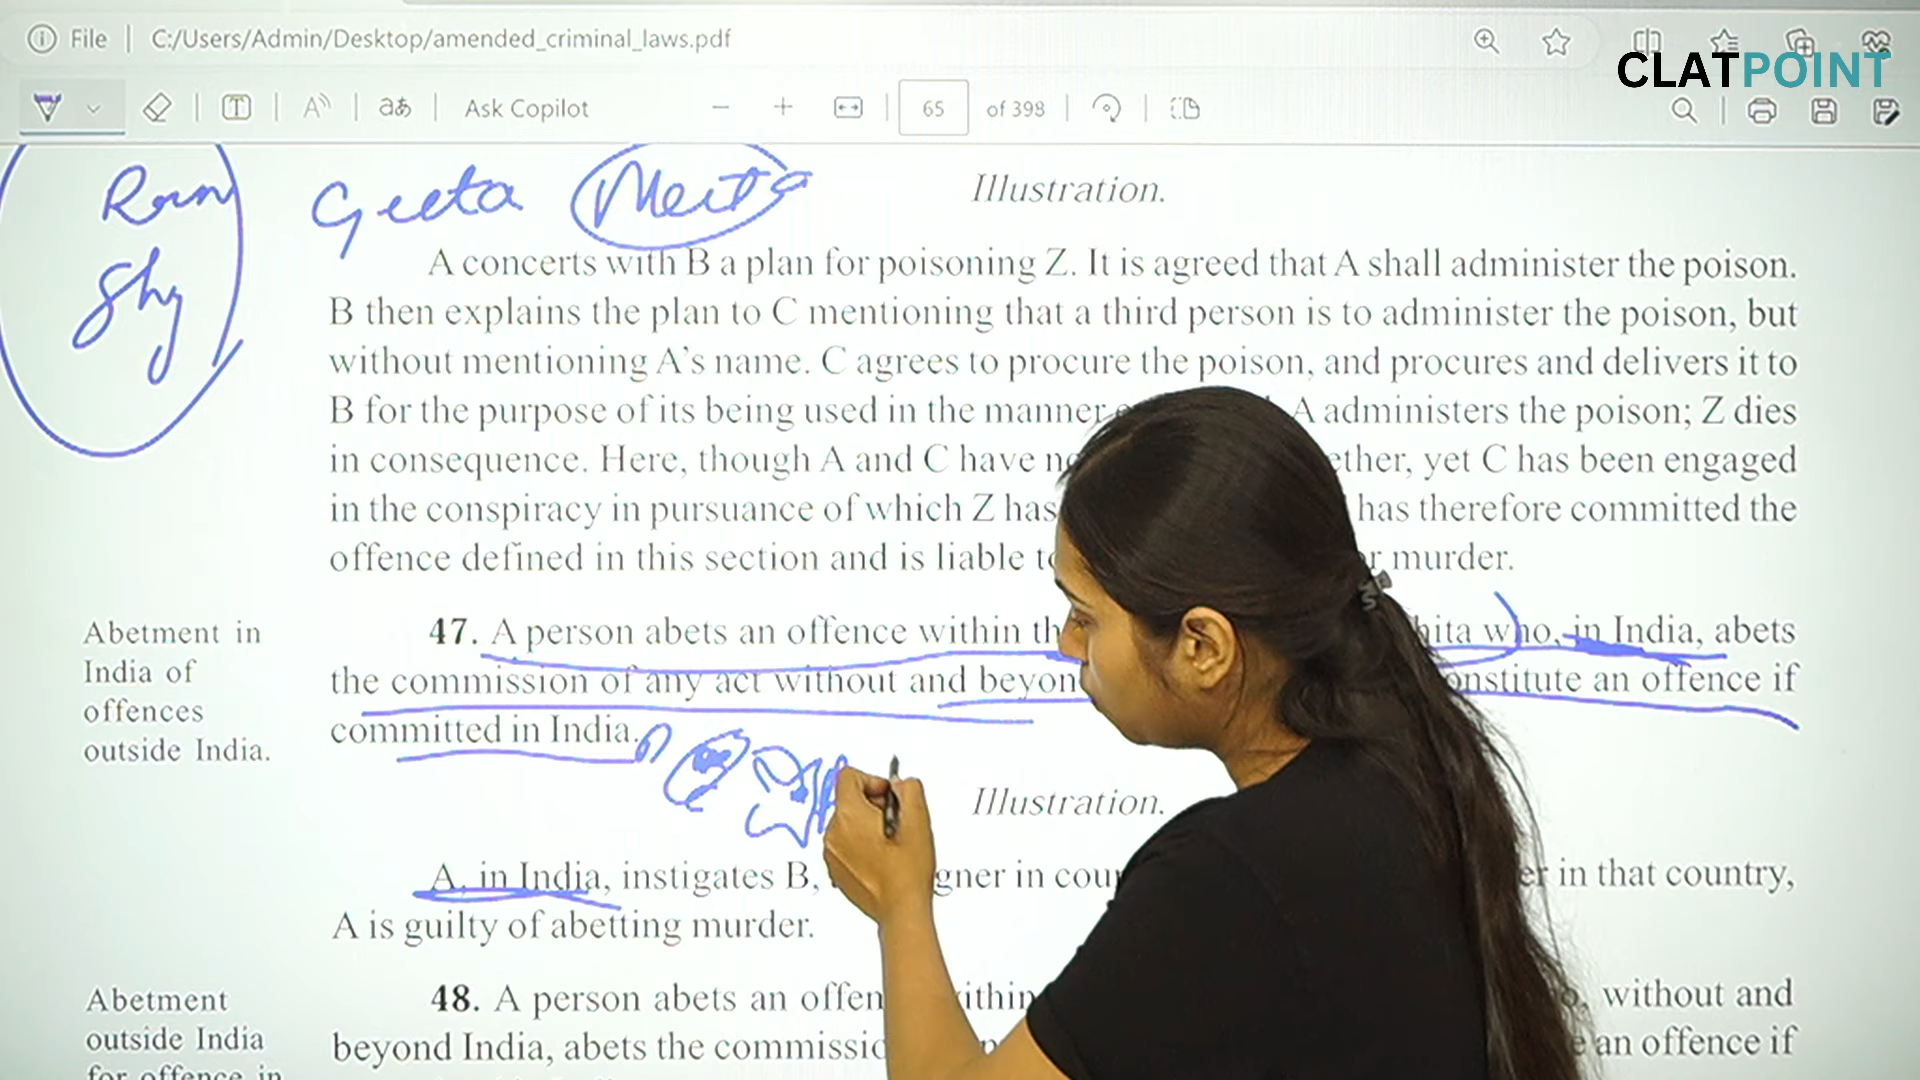 File | C:/Users/Admin/Desktop/amended_criminal_laws.pdf
CLATPOINT
T A aあ Ask Copilot 65 of 398
Geeta
Illustration.
A concerts with B a plan for poisoning Z. It is agreed that A shall administer the poison.
B then explains the plan to C mentioning that a third person is to administer the poison, but
without mentioning A’s name. C agrees to procure the poison, and procures and delivers it to
B for the purpose of its being used in the manner A administers the poison; Z dies
in consequence. Here, though A and C have ether, yet C has been engaged
in the conspiracy in pursuance of which Z has has therefore committed the
offence defined in this section and is liable murder.
Abetment in
India of
offences
outside India.
47. A person abets an offence within hita who, in India, abets
the commission of any act without and beyon onstitute an offence if
committed in India.
Illustration.
A, in India, instigates B, gner in in that country,
A is guilty of abetting murder.
Abetment
outside India
for offence in
48. A person abets an offen ithin without and
beyond India, abets the an offence if